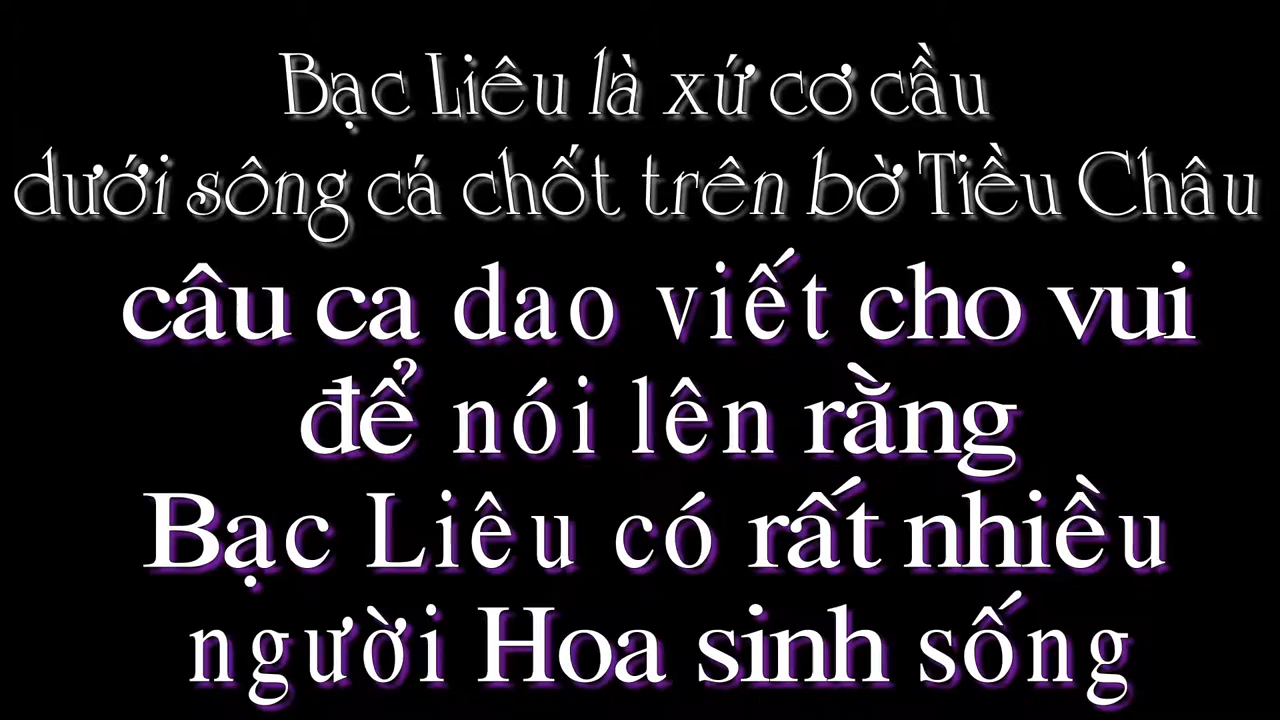 Bạc Liêu là xứ cơ cầu
dưới sông cá chốt trên bờ Tiều Châu
câu ca dao viết cho vui
để nói lên rằng
Bạc Liêu có rất nhiều
người Hoa sinh sống